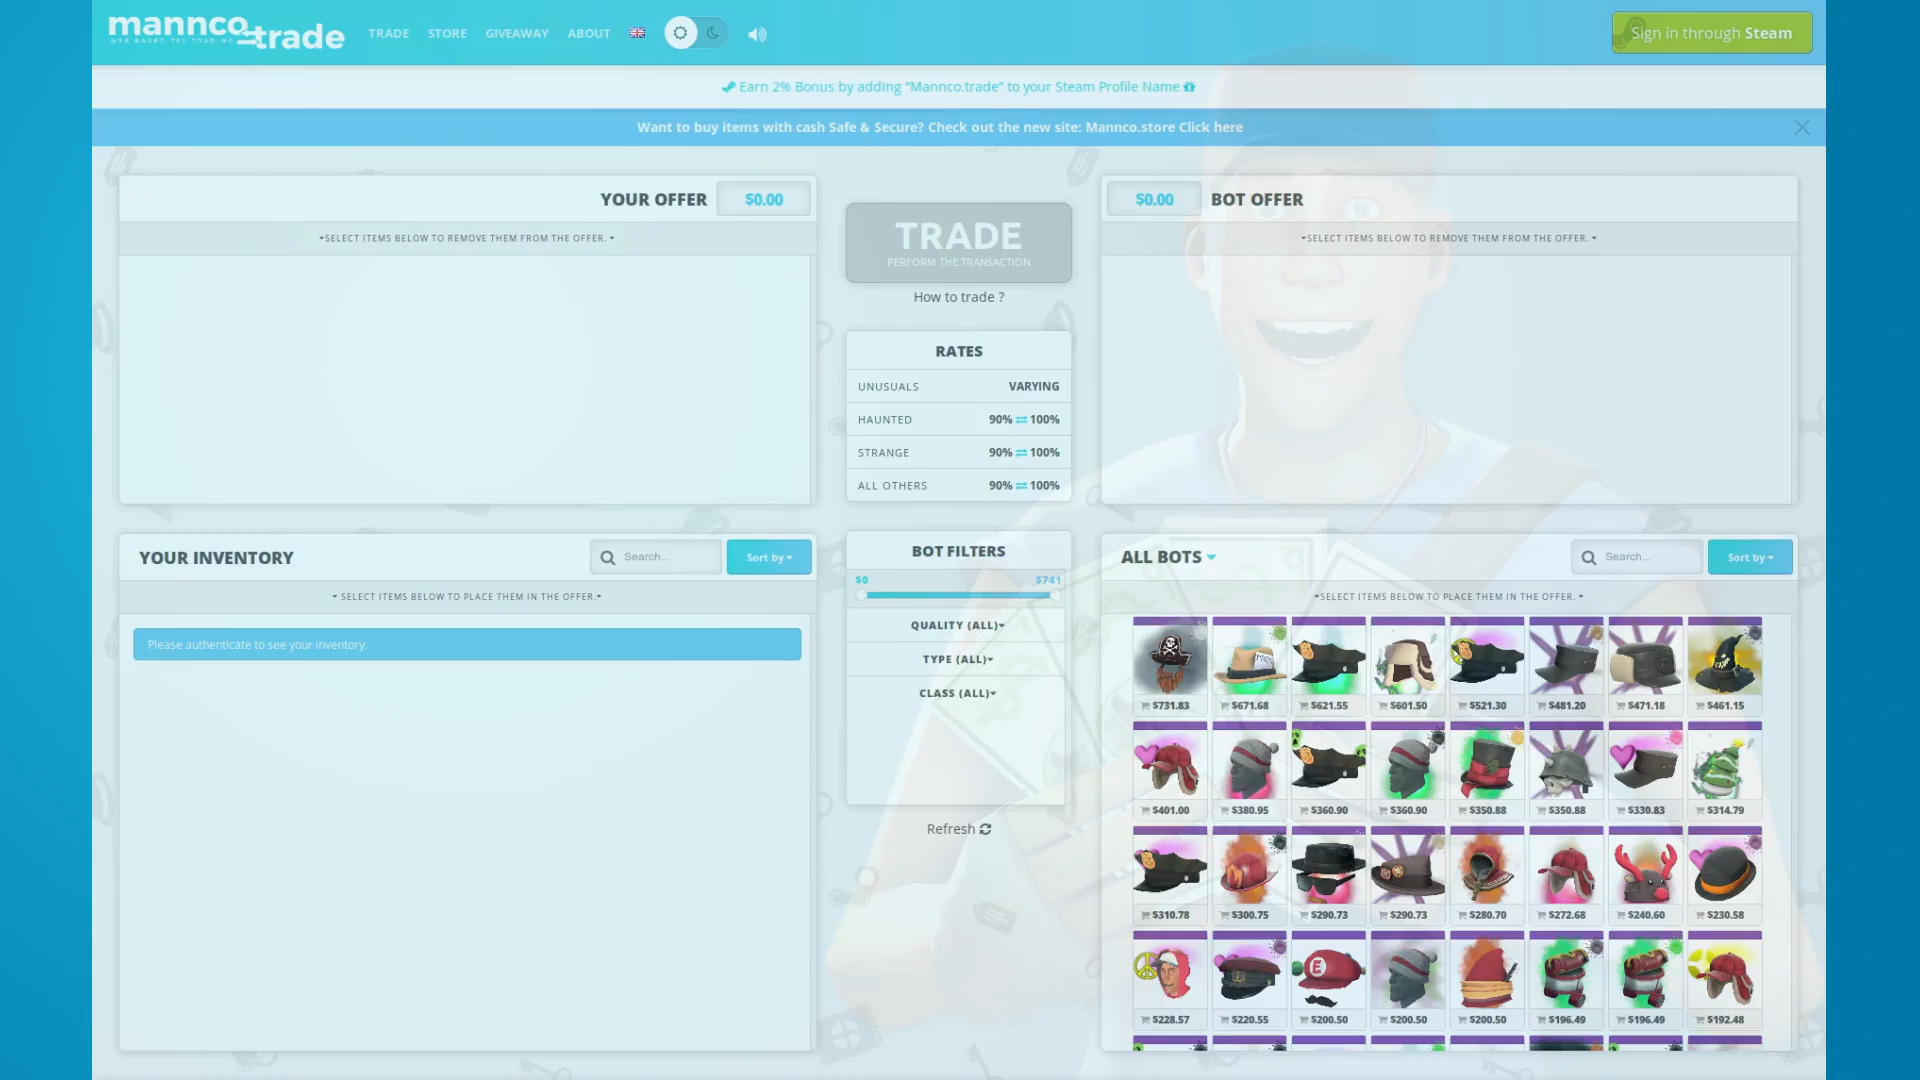 mannco
WEB BASED TF2 TRADING
trade
TRADE STORE GIVEAWAY ABOUT
Sign in through Steam
Earn 2% Bonus by adding “Mannco.trade” to your Steam Profile Name
Want to buy items with cash Safe & Secure? Check out the new site: Mannco.store Click here
YOUR OFFER $0.00
SELECT ITEMS BELOW TO REMOVE THEM FROM THE OFFER.
TRADE
PERFORM THE TRANSACTION
How to trade ?
$0.00 BOT OFFER
SELECT ITEMS BELOW TO REMOVE THEM FROM THE OFFER.
RATES
UNUSUALS VARYING
HAUNTED 90% 100%
STRANGE 90% 100%
ALL OTHERS 90% 100%
YOUR INVENTORY Search... Sort by
SELECT ITEMS BELOW TO PLACE THEM IN THE OFFER.
Please authenticate to see your inventory.
BOT FILTERS
$0 $741
QUALITY (ALL)
TYPE (ALL)
CLASS (ALL)
Refresh
ALL BOTS Search... Sort by
SELECT ITEMS BELOW TO PLACE THEM IN THE OFFER.
$731.83 $671.68 $621.55 $601.50 $521.30 $481.20 $471.18 $461.15
$401.00 $380.95 $360.90 $360.90 $350.88 $350.88 $330.83 $314.79
$310.78 $300.75 $290.73 $290.73 $280.70 $272.68 $240.60 $230.58
$228.57 $220.55 $200.50 $200.50 $200.50 $196.49 $196.49 $192.48